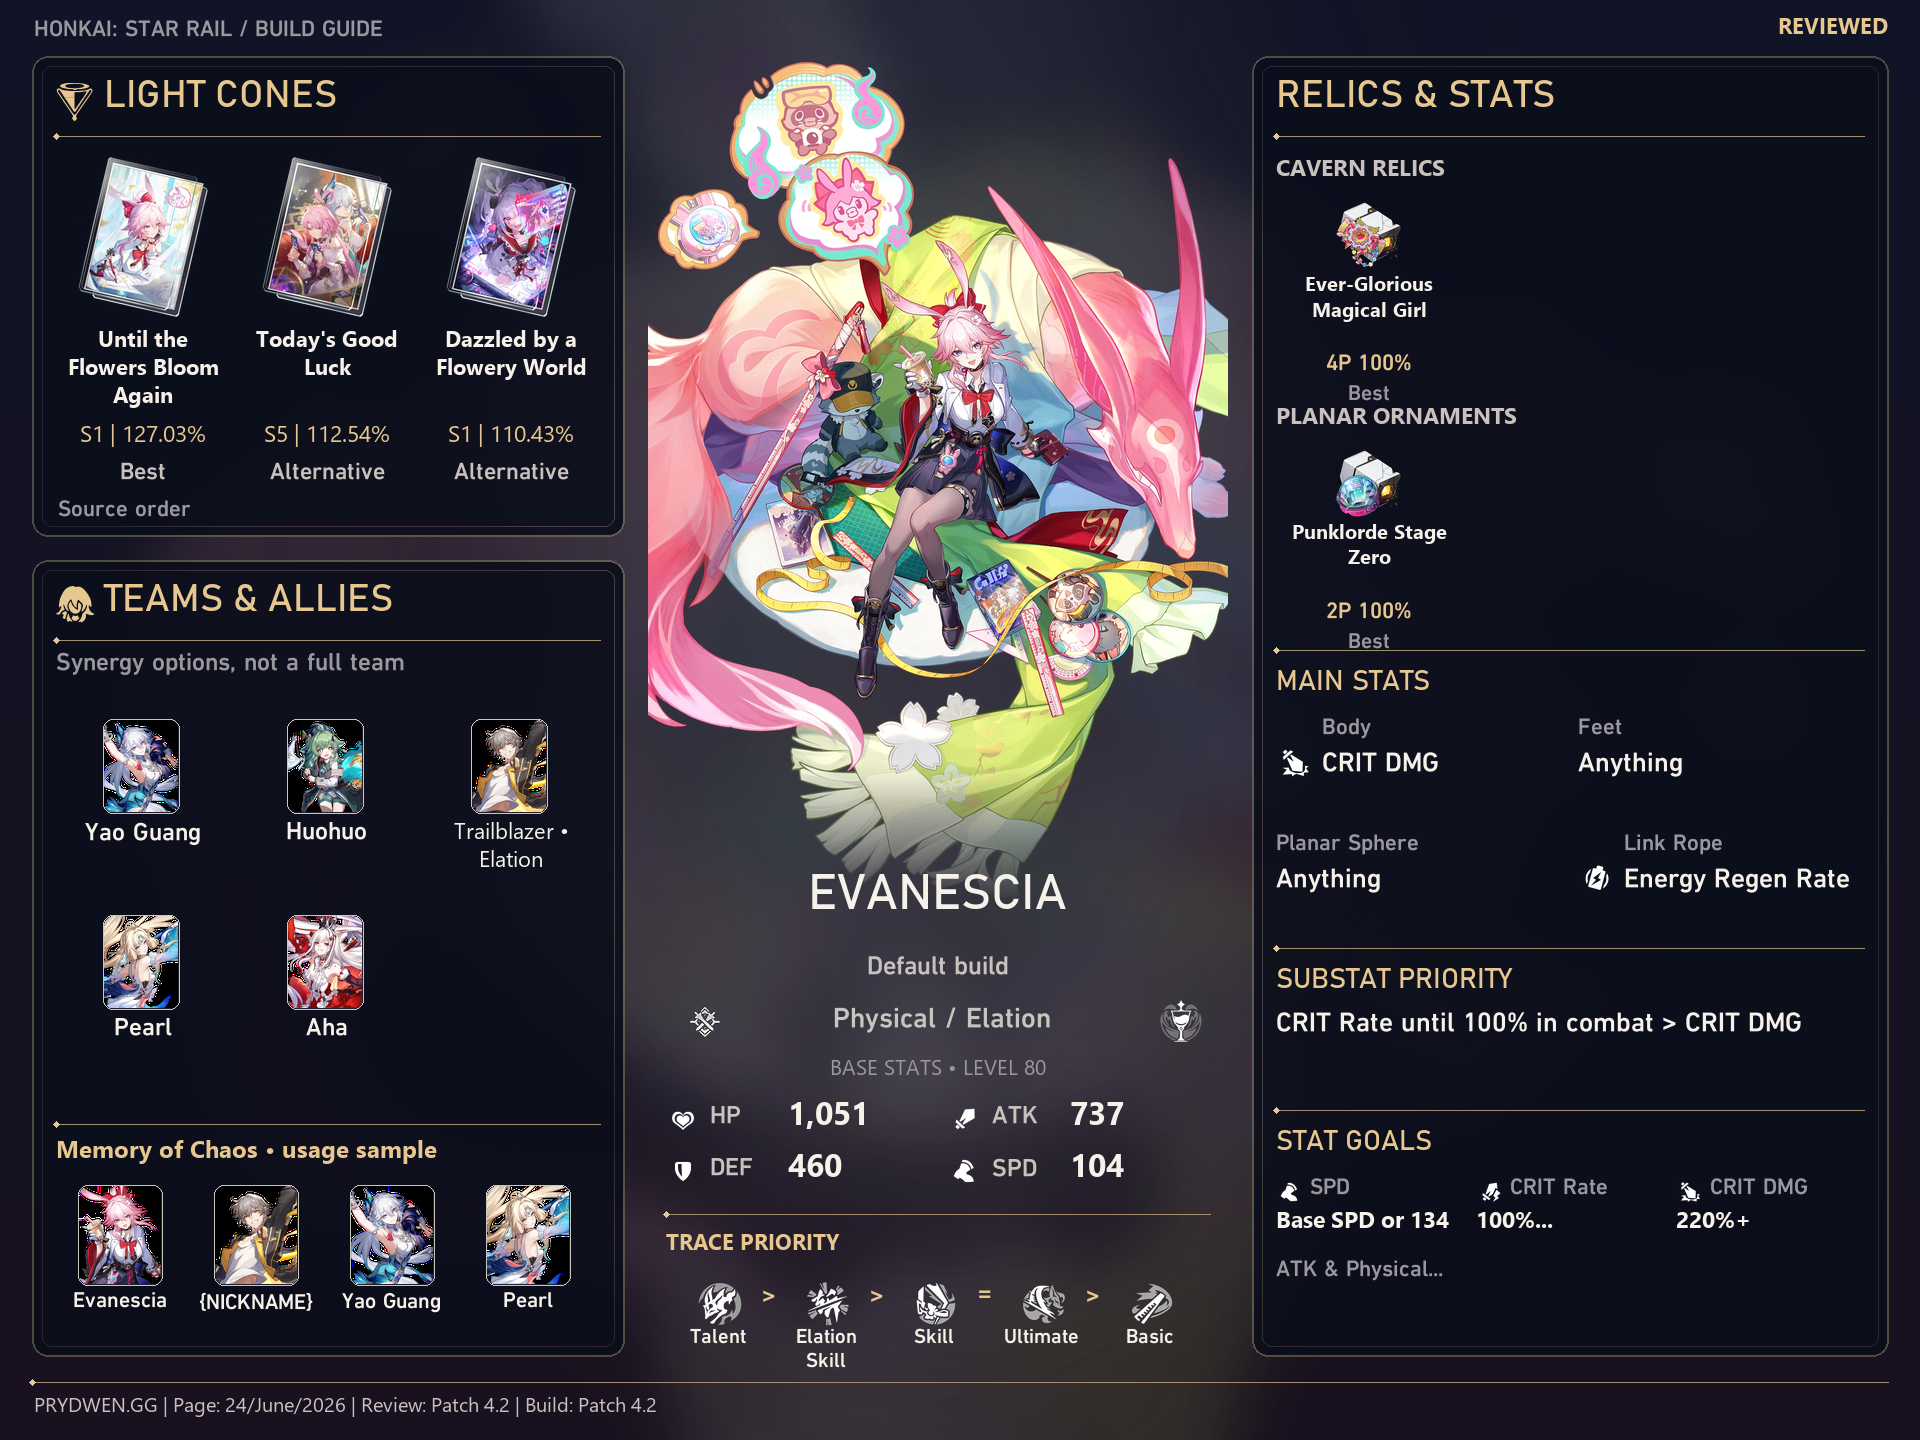 HONKAI: STAR RAIL / BUILD GUIDE
REVIEWED
LIGHT CONES
Until the
Flowers Bloom
Again
S1 | 127.03%
Best
Today's Good
Luck
S5 | 112.54%
Alternative
Dazzled by a
Flowery World
S1 | 110.43%
Alternative
Source order
TEAMS & ALLIES
Synergy options, not a full team
Yao Guang
Huohuo
Trailblazer •
Elation
Pearl
Aha
Memory of Chaos • usage sample
Evanescia
{NICKNAME}
Yao Guang
Pearl
EVANESCIA
Default build
Physical / Elation
BASE STATS • LEVEL 80
HP 1,051
ATK 737
DEF 460
SPD 104
TRACE PRIORITY
Talent > Elation Skill > Skill = Ultimate > Basic
RELICS & STATS
CAVERN RELICS
Ever-Glorious
Magical Girl
4P 100%
Best
PLANAR ORNAMENTS
Punklorde Stage
Zero
2P 100%
Best
MAIN STATS
Body
CRIT DMG
Feet
Anything
Planar Sphere
Anything
Link Rope
Energy Regen Rate
SUBSTAT PRIORITY
CRIT Rate until 100% in combat > CRIT DMG
STAT GOALS
SPD
Base SPD or 134
CRIT Rate
100%...
CRIT DMG
220%+
ATK & Physical...
PRYDWEN.GG | Page: 24/June/2026 | Review: Patch 4.2 | Build: Patch 4.2